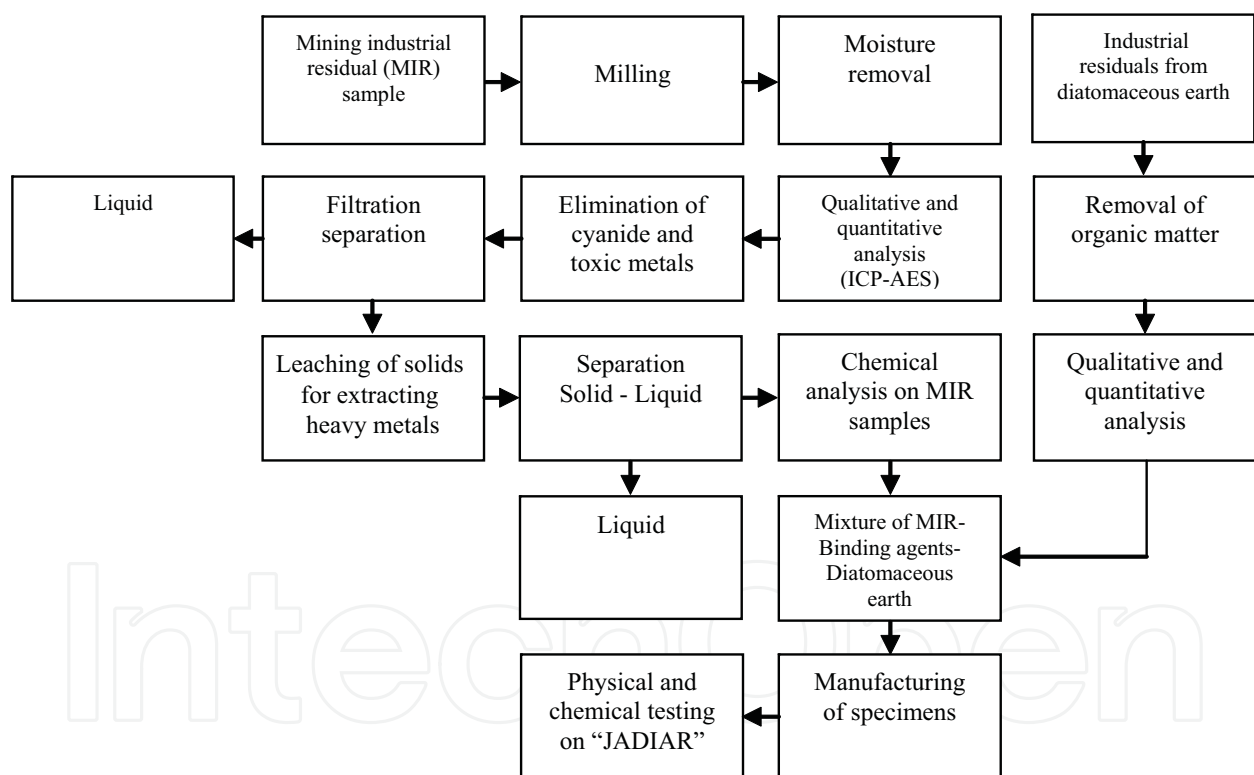 Mining industrial
residual (MIR)
sample
Milling
Moisture
removal
Industrial
residuals from
diatomaceous earth
Liquid
Filtration
separation
Elimination of
cyanide and
toxic metals
Qualitative and
quantitative
analysis
(ICP-AES)
Removal of
organic matter
Leaching of solids
for extracting
heavy metals
Separation
Solid - Liquid
Chemical
analysis on MIR
samples
Qualitative and
quantitative
analysis
Liquid
Mixture of MIR-
Binding agents-
Diatomaceous
earth
Physical and
chemical testing
on “JADIAR”
Manufacturing
of specimens
IntechOpen